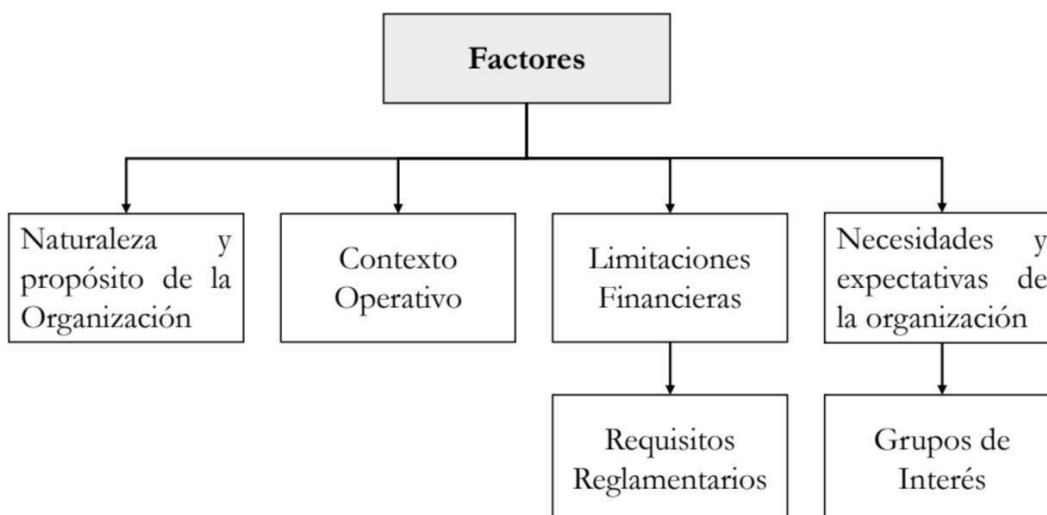 Factores
Naturaleza y
propósito de la
Organización
Contexto
Operativo
Limitaciones
Financieras
Necesidades y
expectativas de
la organización
Requisitos
Reglamentarios
Grupos de
Interés